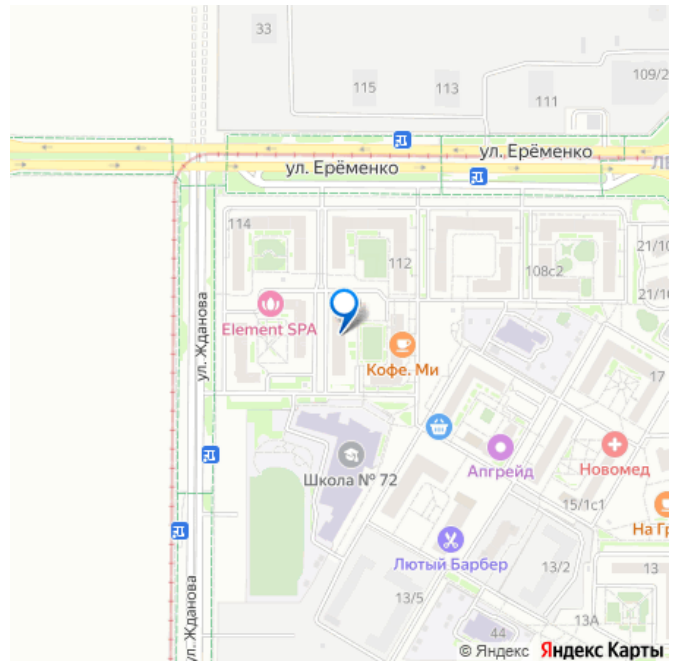 33
115
113
111
109/2
ул. Ерёменко
ул. Ерёменко
114
112
108с2
21/10
21/10
ул. Жданова
Element SPA
Кофе. Ми
17
Школа № 72
Апгрейд
Новомед
15/1с1
На Гр
Лютый Барбер
13/2
13
13/5
13А
44
ул. Жданова
© Яндекс Яндекс Карты